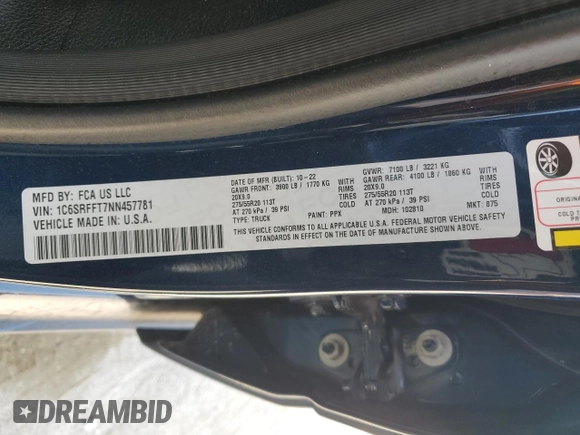 MFD BY: FCA US LLC
VIN: 1C6SRFFT7NN457781
VEHICLE MADE IN U.S.A.
DATE OF MFR (BUILT): 10-22
GAWR FRONT: 3900 LB / 1770 KG
20X9.0
275/55R20 113T
AT 270 kPa / 39 PSI COLD
TYPE: TRUCK PAINT: PPX
GVWR: 7100 LB / 3221 KG
GAWR REAR: 4100 LB / 1860 KG WITH
20X9.0 RIMS
275/55R20 113T TIRES
AT 270 kPa / 39 PSI COLD
MDH: 102810 MKT: 875
THIS VEHICLE CONFORMS TO ALL APPLICABLE U.S.A. FEDERAL MOTOR VEHICLE SAFETY
STANDARDS IN EFFECT ON THE DATE OF MANUFACTURE SHOWN ABOVE.
WITH
RIMS
TIRES
ORIGINA
COLD T
DREAMBID